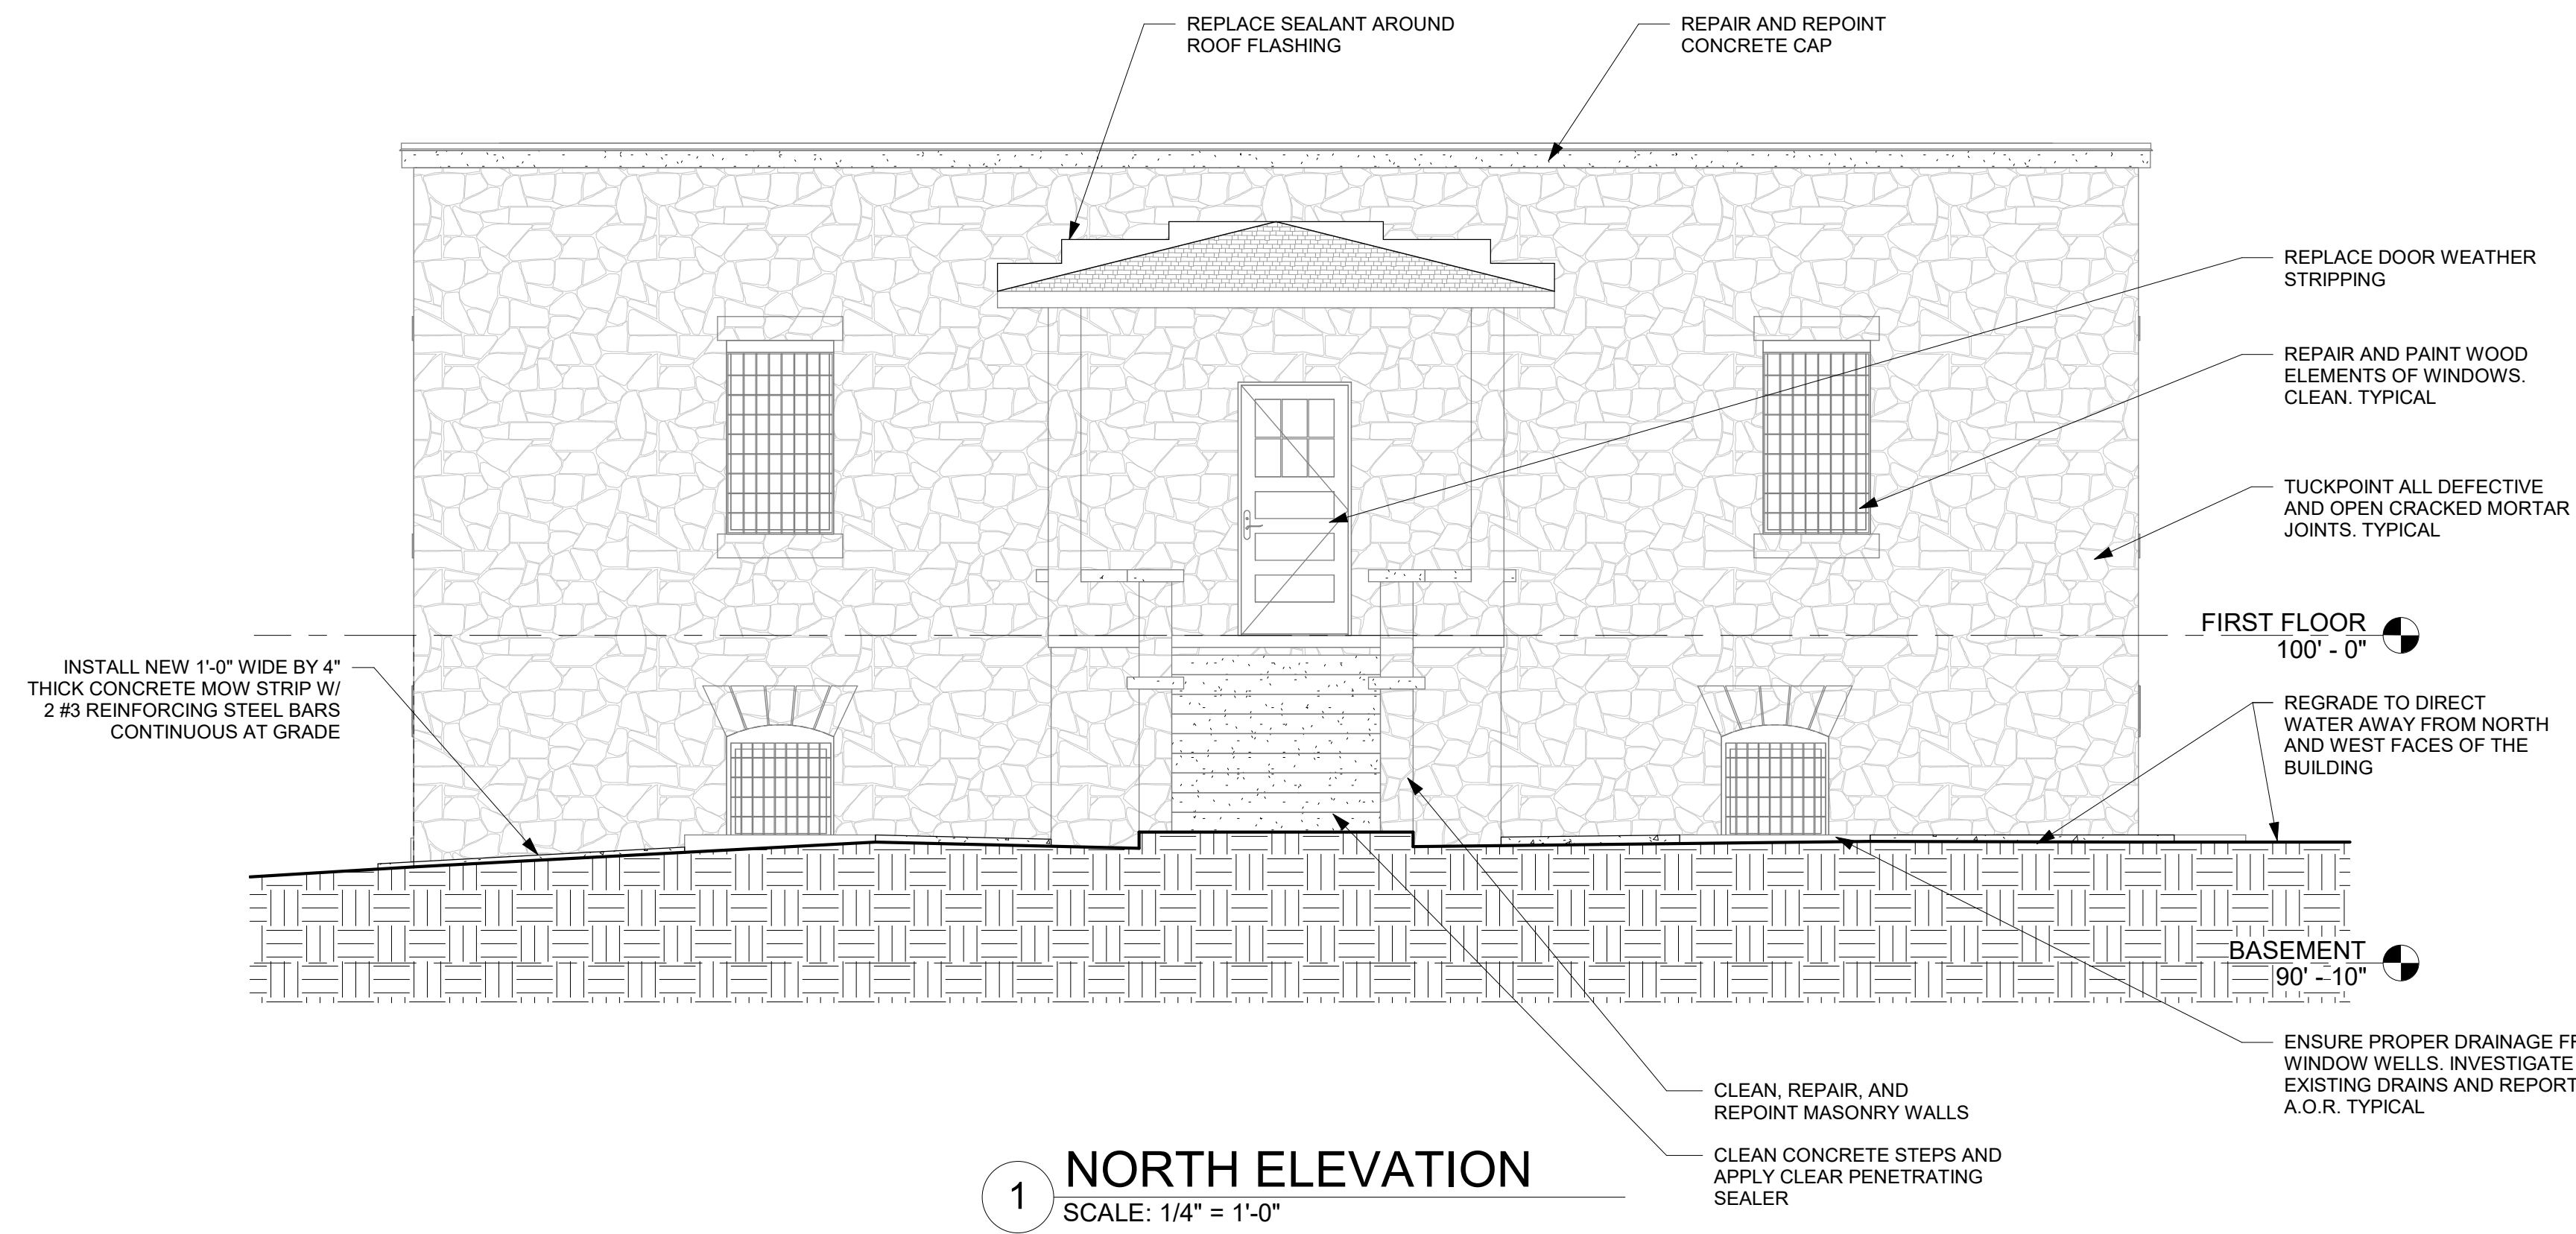 REPLACE SEALANT AROUND
ROOF FLASHING
REPAIR AND REPOINT
CONCRETE CAP
REPLACE DOOR WEATHER
STRIPPING
REPAIR AND PAINT WOOD
ELEMENTS OF WINDOWS.
CLEAN. TYPICAL
TUCKPOINT ALL DEFECTIVE
AND OPEN CRACKED MORTAR
JOINTS. TYPICAL
FIRST FLOOR
100' - 0"
INSTALL NEW 1'-0" WIDE BY 4"
THICK CONCRETE MOW STRIP W/
2 #3 REINFORCING STEEL BARS
CONTINUOUS AT GRADE
REGRADE TO DIRECT
WATER AWAY FROM NORTH
AND WEST FACES OF THE
BUILDING
BASEMENT
90' - 10"
ENSURE PROPER DRAINAGE
WINDOW WELLS. INVESTIGATE
EXISTING DRAINS AND REPORT
A.O.R. TYPICAL
CLEAN, REPAIR, AND
REPOINT MASONRY WALLS
CLEAN CONCRETE STEPS AND
APPLY CLEAR PENETRATING
SEALER
1
NORTH ELEVATION
SCALE: 1/4" = 1'-0"